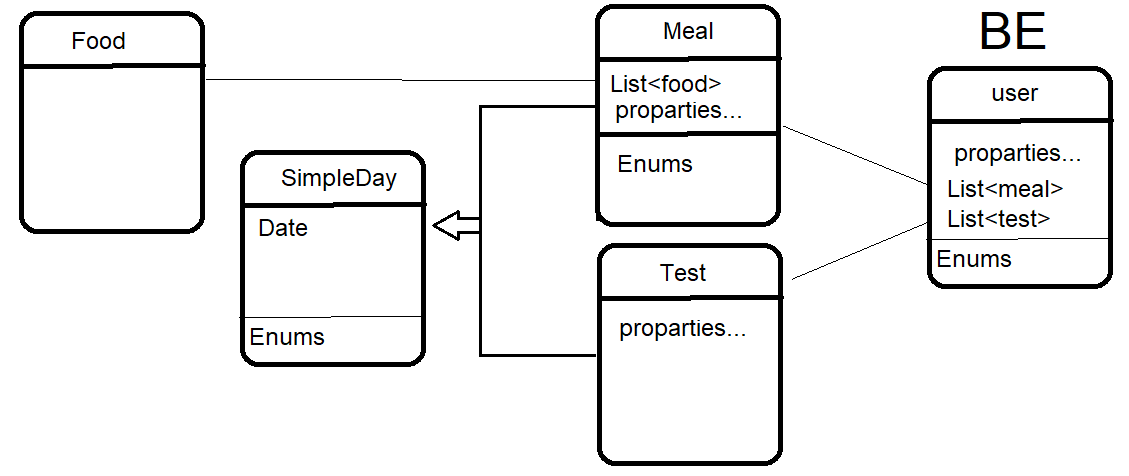 Food
SimpleDay
Date
Enums
Meal
List<food>
proparties...
Enums
Test
proparties...
BE
user
proparties...
List<meal>
List<test>
Enums